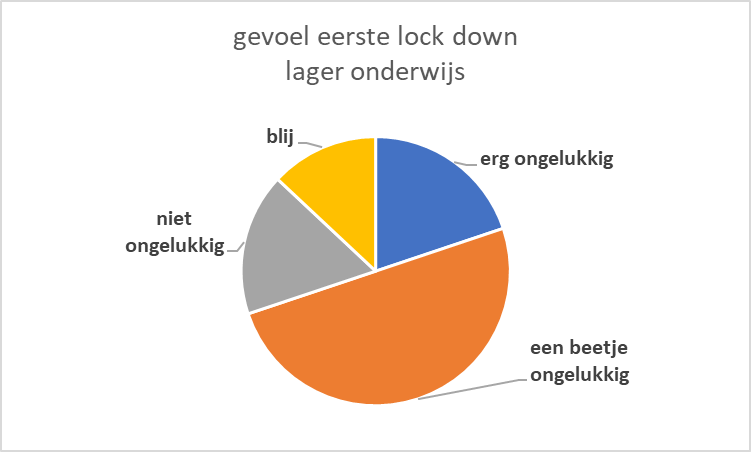 gevoel eerste lock down
lager onderwijs
blij
erg ongelukkig
niet
ongelukkig
een beetje
ongelukkig